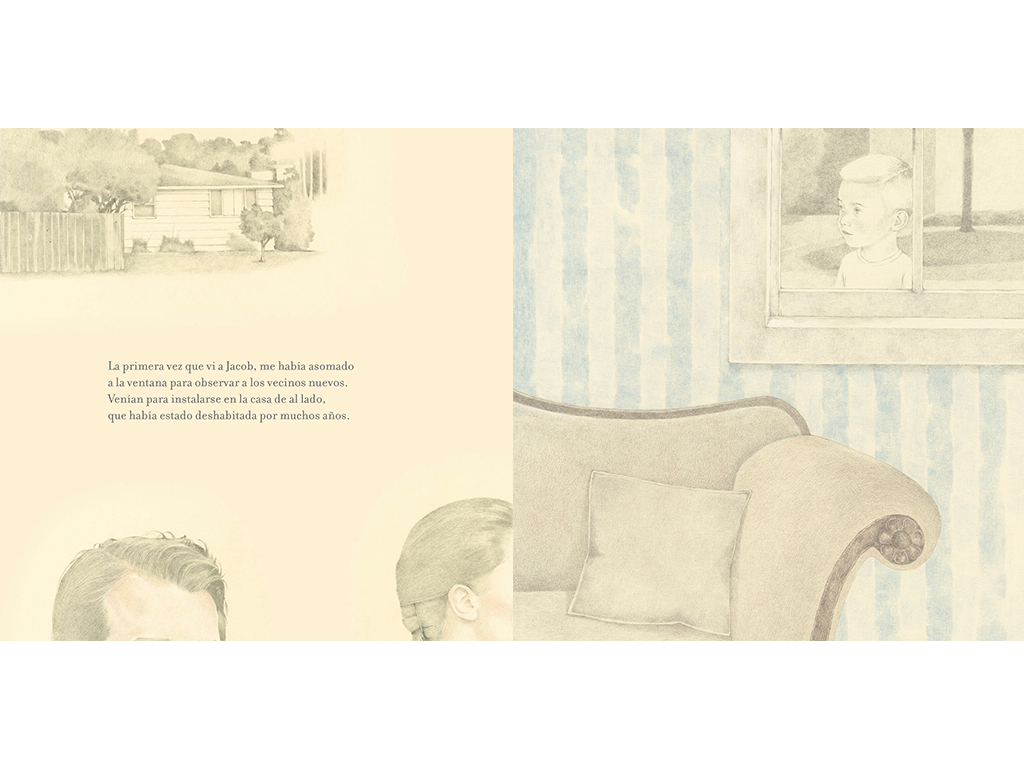 La primera vez que vi a Jacob, me había asomado
a la ventana para observar a los vecinos nuevos.
Venían para instalarse en la casa de al lado,
que había estado deshabitada por muchos años.